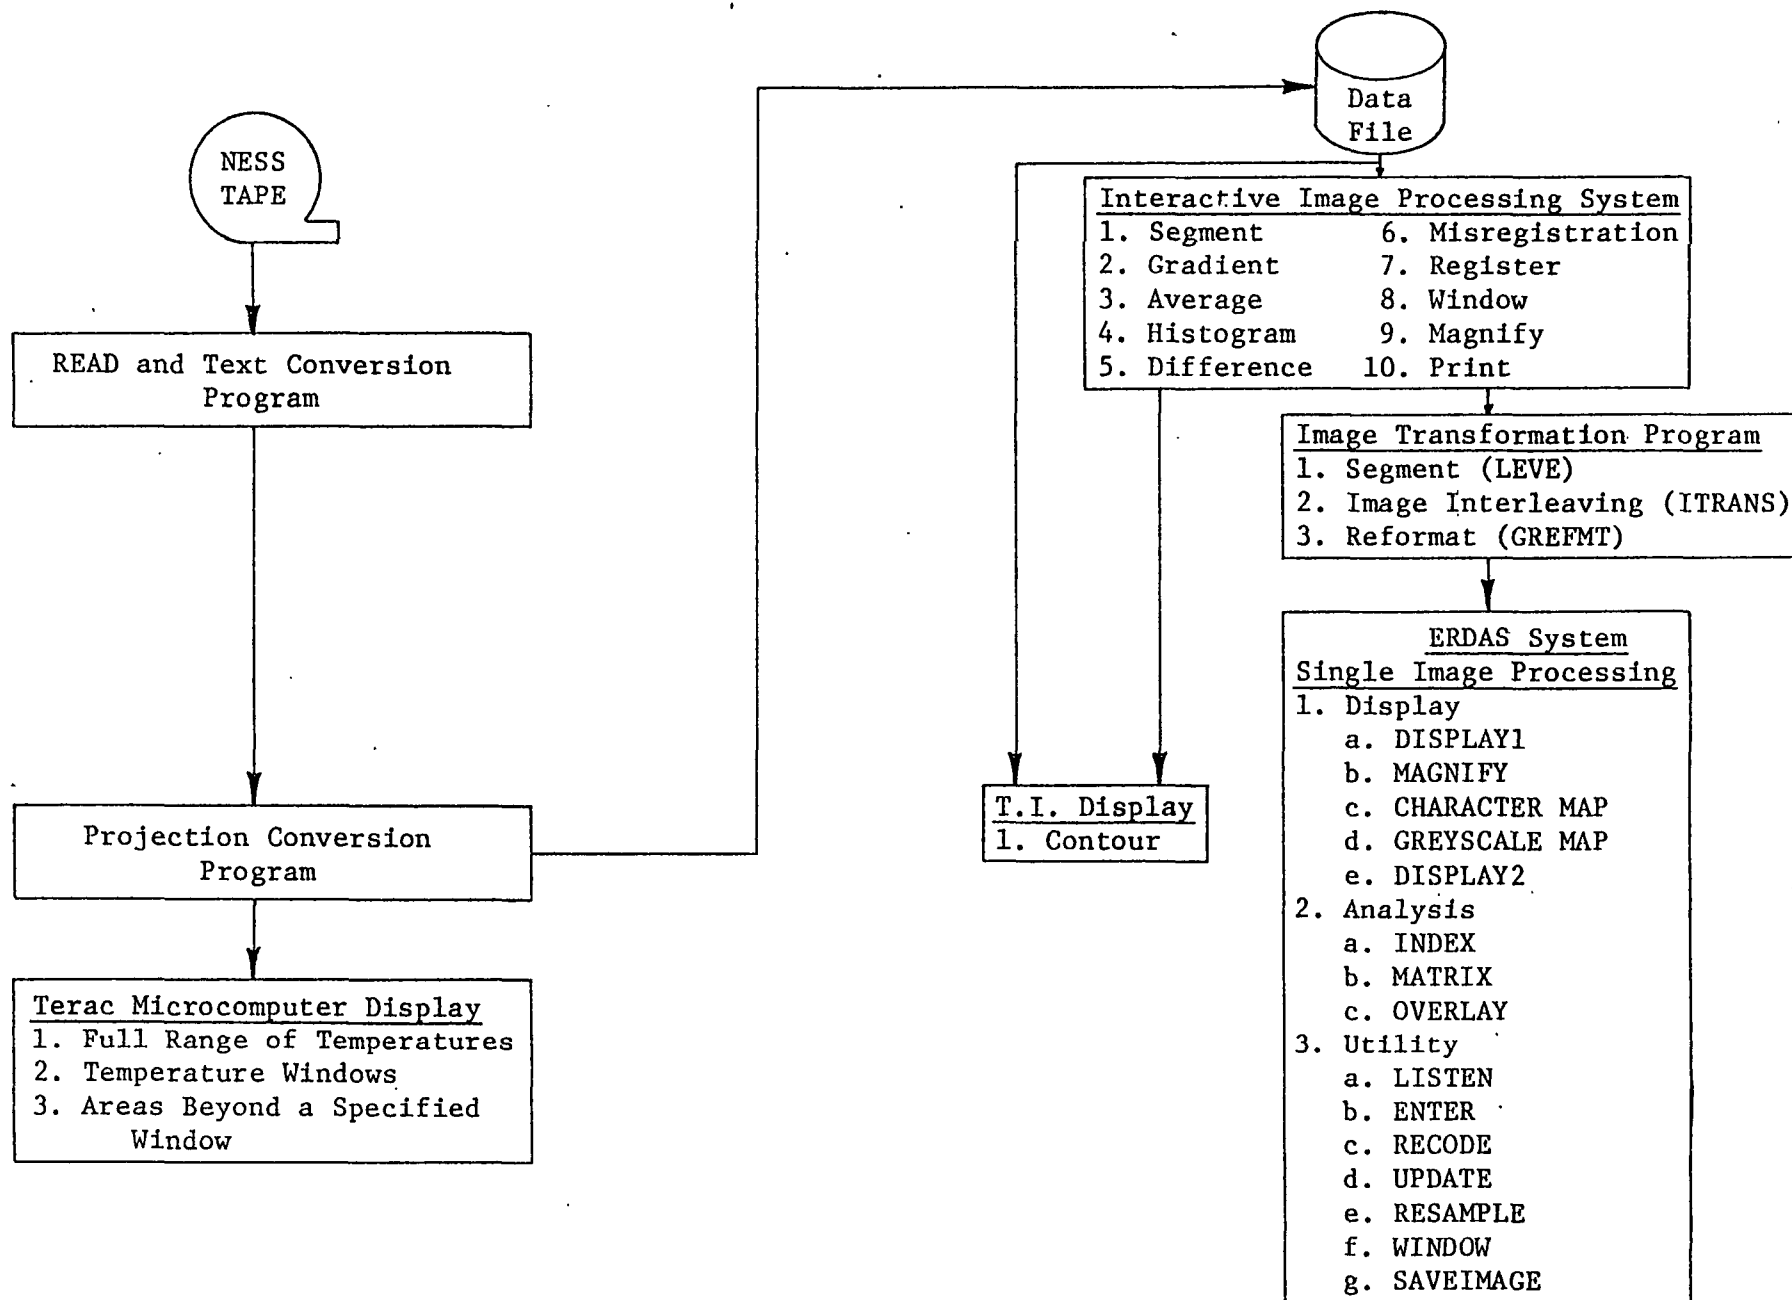 NESS
TAPE
READ and Text Conversion
Program
Projection Conversion
Program
Terac Microcomputer Display
1. Full Range of Temperatures
2. Temperature Windows
3. Areas Beyond a Specified
Window
Data
File
Interactive Image Processing System
1. Segment 6. Misregistration
2. Gradient 7. Register
3. Average 8. Window
4. Histogram 9. Magnify
5. Difference 10. Print
T.I. Display
1. Contour
Image Transformation Program
1. Segment (LEVE)
2. Image Interleaving (ITRANS)
3. Reformat (GREFMT)
ERDAS System
Single Image Processing
1. Display
a. DISPLAY1
b. MAGNIFY
c. CHARACTER MAP
d. GREYSCALE MAP
e. DISPLAY2
2. Analysis
a. INDEX
b. MATRIX
c. OVERLAY
3. Utility
a. LISTEN
b. ENTER
c. RECODE
d. UPDATE
e. RESAMPLE
f. WINDOW
g. SAVEIMAGE